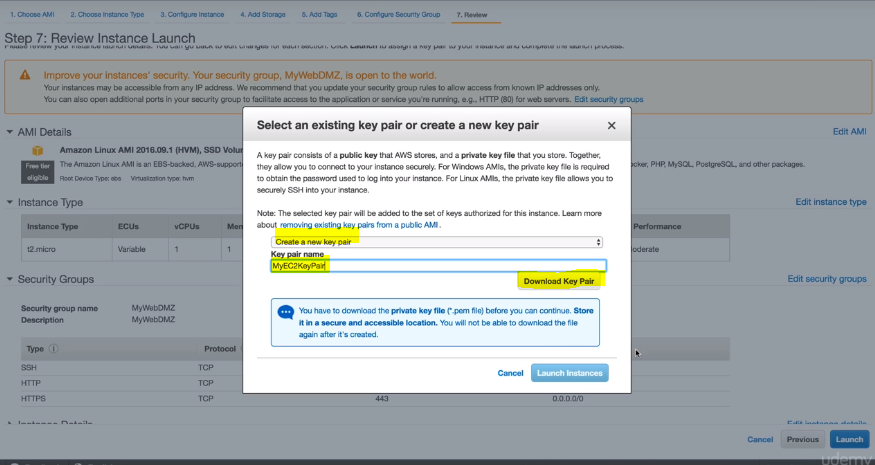 1. Choose AMI 2. Choose Instance Type 3. Configure Instance 4. Add Storage 5. Add Tags 6. Configure Security Group 7. Review
Step 7: Review Instance Launch
Please review your instance launch details. You can go back to edit changes for each section. Click Launch to assign a key pair to your instance and complete the launch process.
Improve your instances' security. Your security group, MyWebDMZ, is open to the world.
Your instances may be accessible from any IP address. We recommend that you update your security group rules to allow access from known IP addresses only.
You can also open additional ports in your security group to facilitate access to the application or service you're running, e.g., HTTP (80) for web servers. Edit security groups
Select an existing key pair or create a new key pair
AMI Details Edit AMI
Amazon Linux AMI 2016.09.1 (HVM), SSD
Free tier eligible
The Amazon Linux AMI is an EBS-backed, PHP, MySQL, PostgreSQL, and other packages.
Root Device Type: ebs Virtualization type: hvm
A key pair consists of a public key that AWS stores, and a private key file that you store. Together,
they allow you to connect to your instance securely. For Windows AMIs, the private key file is required
to obtain the password used to log into your instance. For Linux AMIs, the private key file allows you to
securely SSH into your instance.
Note: The selected key pair will be added to the set of keys authorized for this instance. Learn more
about removing existing key pairs from a public AMI.
Create a new key pair
Key pair name
MyEC2KeyPair
Download Key Pair
You have to download the private key file (*.pem file) before you can continue. Store
it in a secure and accessible location. You will not be able to download the file
again after it's created.
Cancel Launch Instances
Instance Type Edit instance type
Instance Type ECUs vCPUs Performance
t2.micro Variable 1 1
Security Groups Edit security groups
Security group name MyWebDMZ
Description MyWebDMZ
Type Protocol
SSH TCP
HTTP TCP
HTTPS TCP 443 0.0.0.0/0
Instance Details Edit instance details
Cancel Previous Launch
udemy